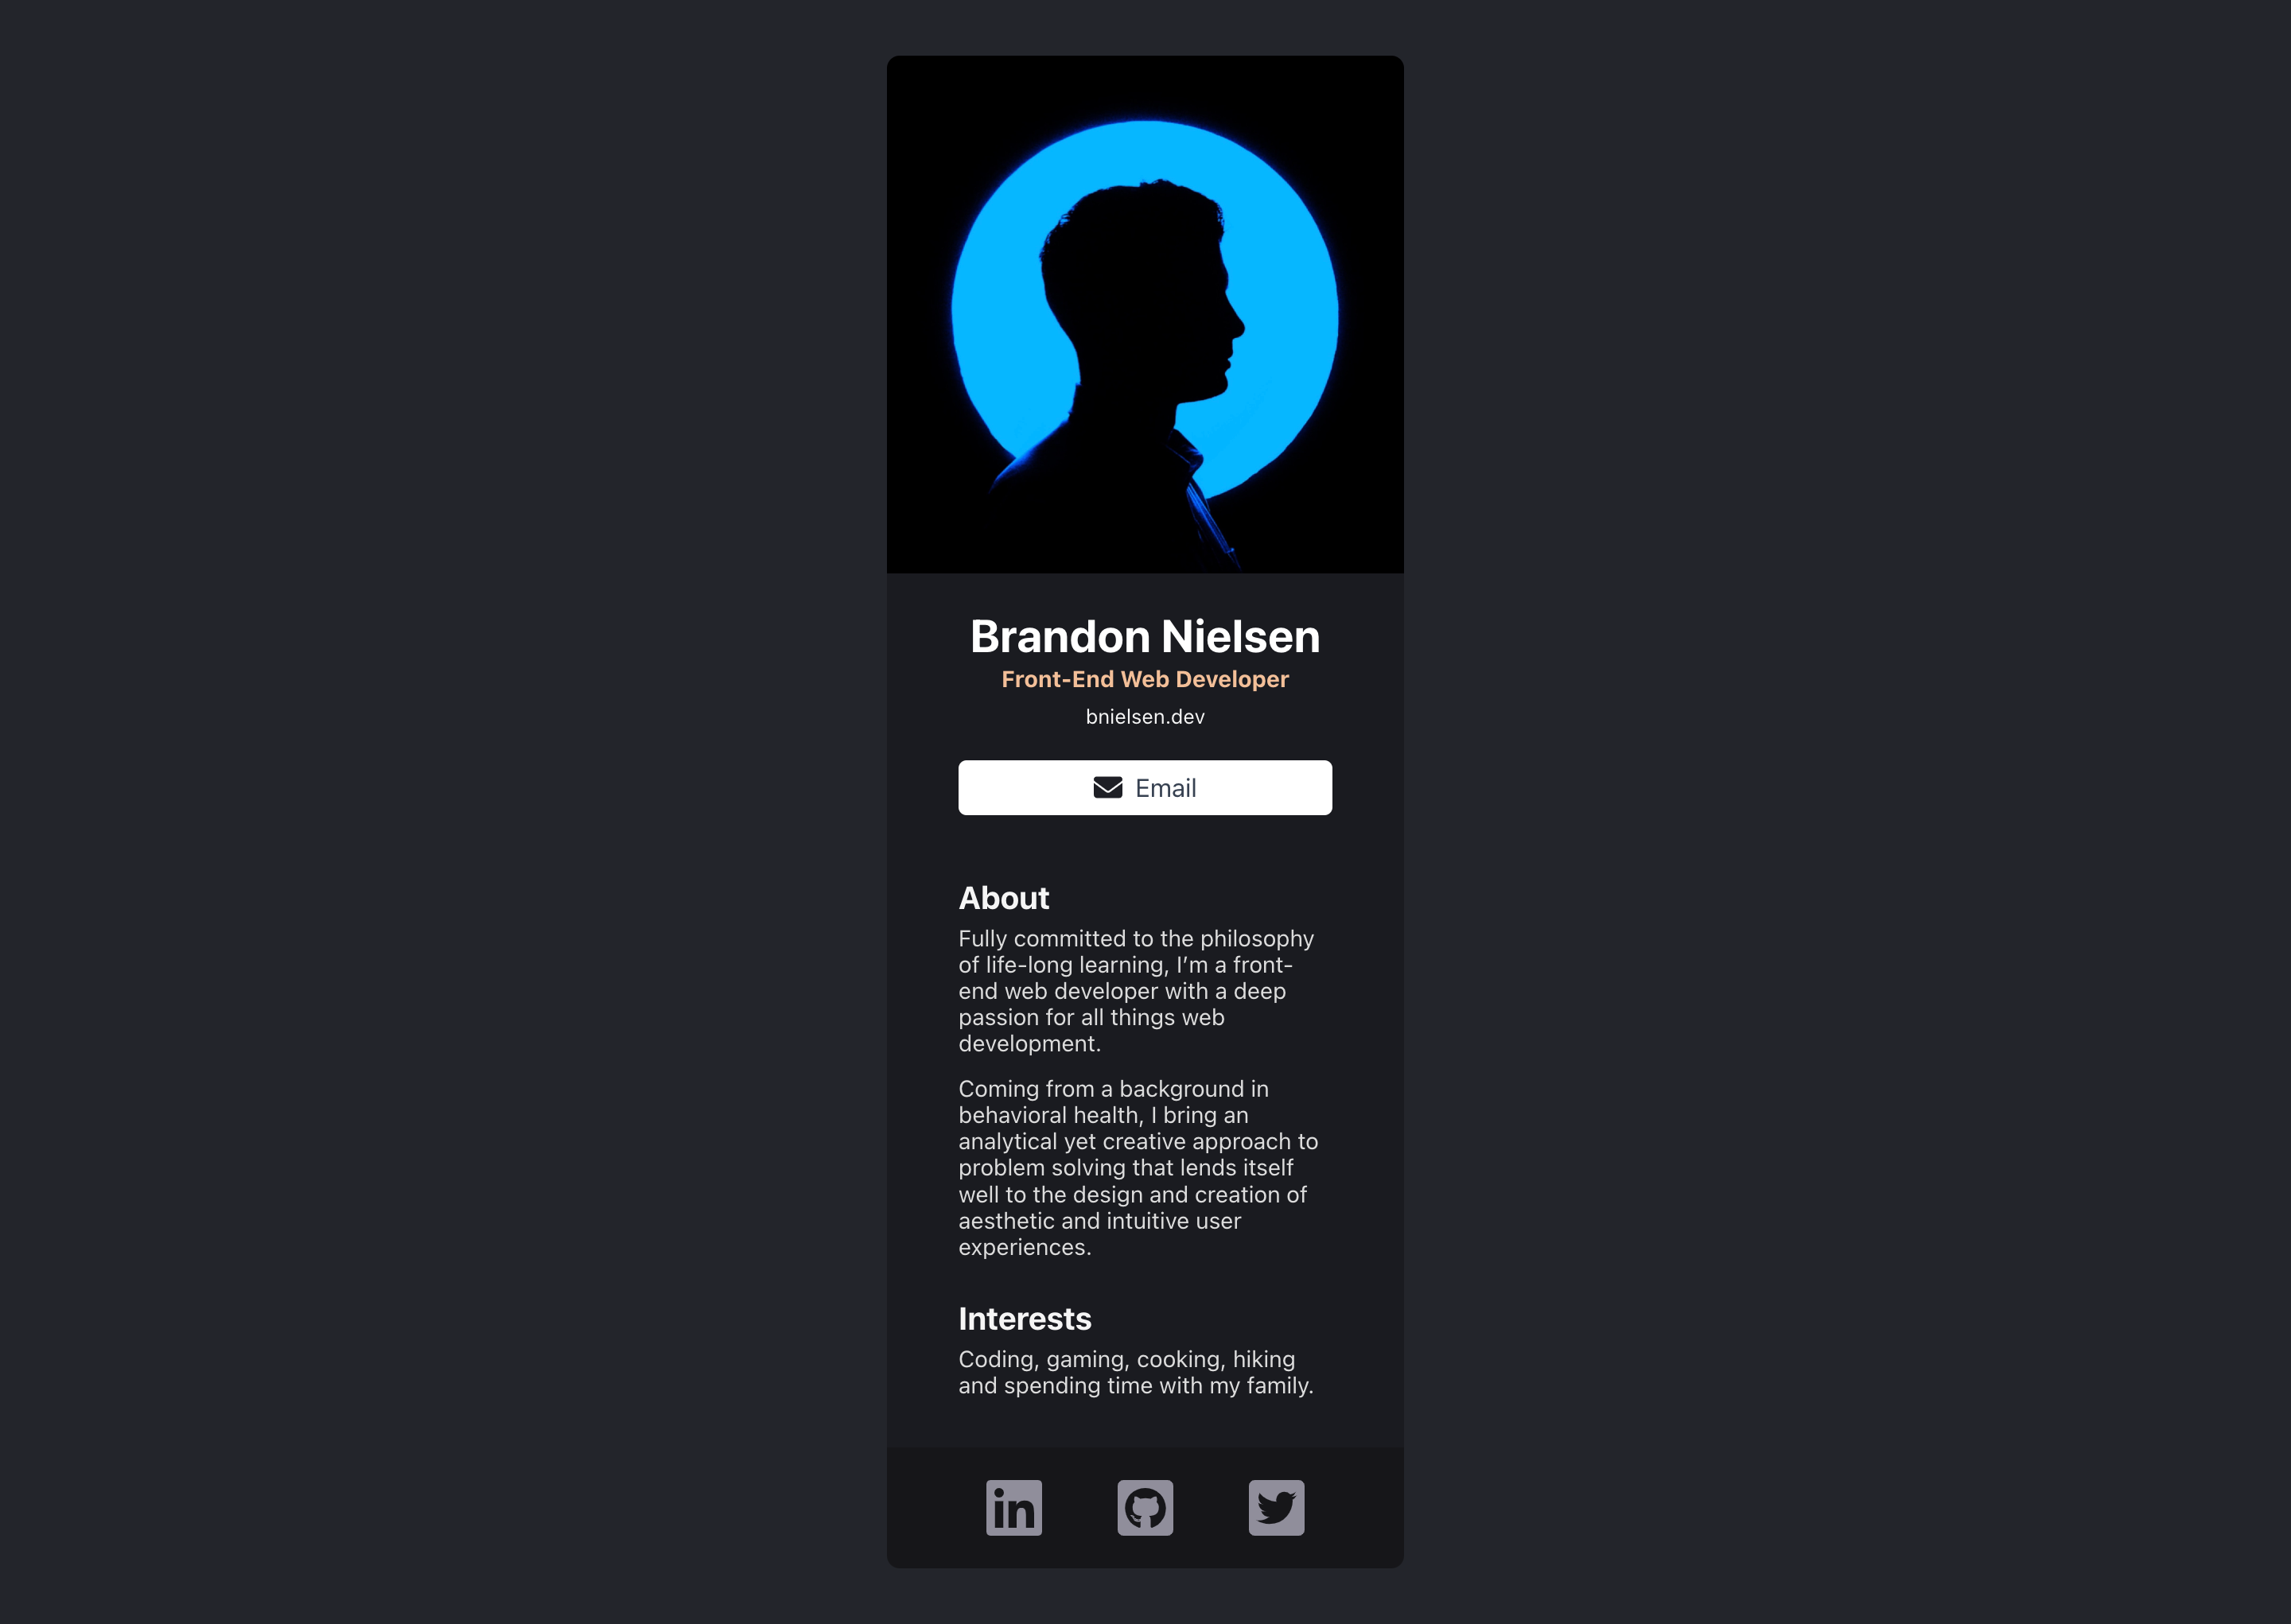 Brandon Nielsen
Front-End Web Developer
bnielsen.dev
Email
About
Fully committed to the philosophy
of life-long learning, I’m a front-
end web developer with a deep
passion for all things web
development.
Coming from a background in
behavioral health, I bring an
analytical yet creative approach to
problem solving that lends itself
well to the design and creation of
aesthetic and intuitive user
experiences.
Interests
Coding, gaming, cooking, hiking
and spending time with my family.
in